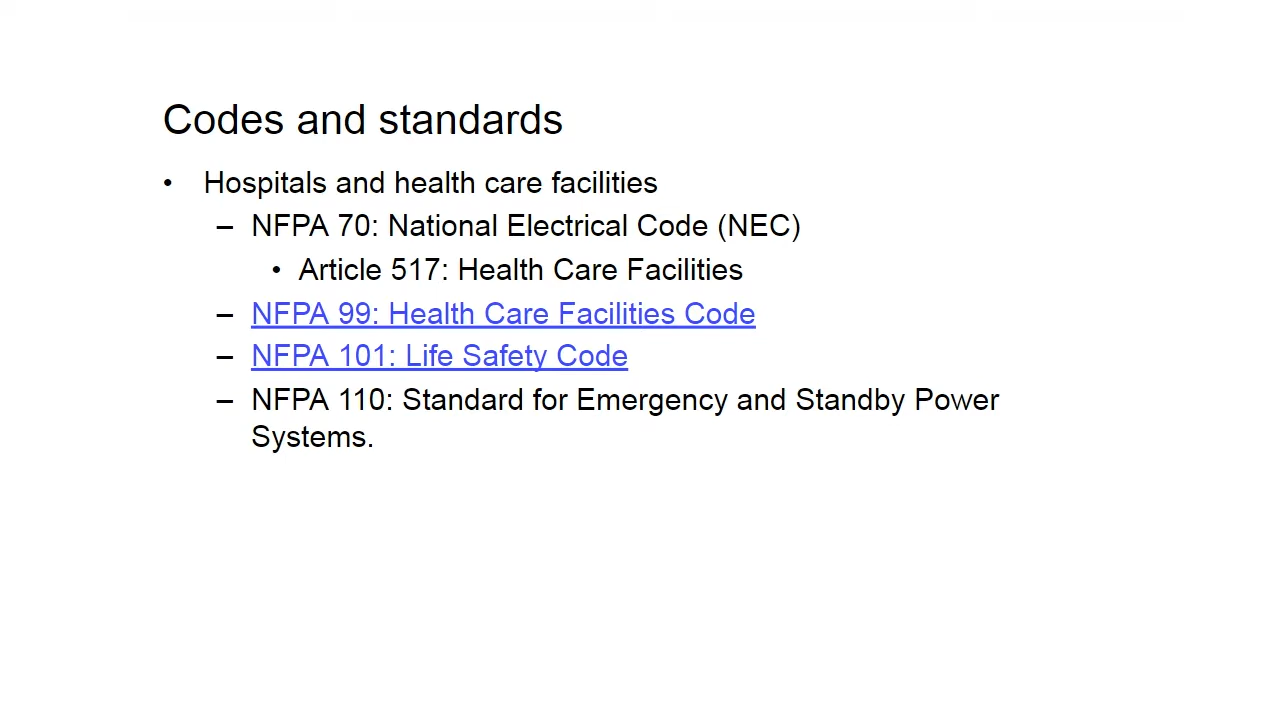 Codes and standards
• Hospitals and health care facilities
– NFPA 70: National Electrical Code (NEC)
• Article 517: Health Care Facilities
– NFPA 99: Health Care Facilities Code
– NFPA 101: Life Safety Code
– NFPA 110: Standard for Emergency and Standby Power
Systems.